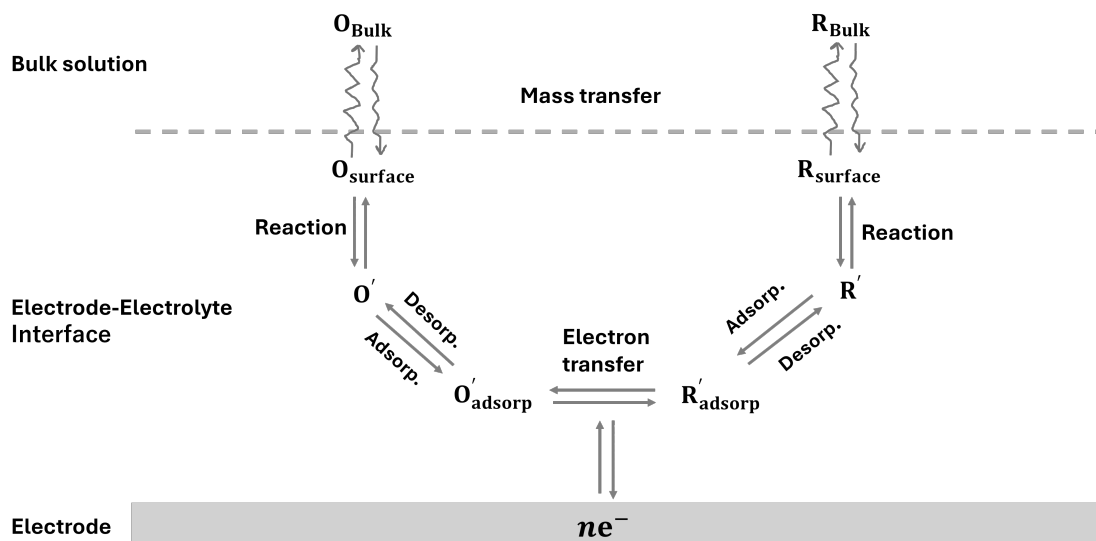 O_Bulk
R_Bulk
Bulk solution
Mass transfer
O_surface
R_surface
Reaction
Reaction
O′
R′
Electrode-Electrolyte
Interface
Desorp.
Adsorp.
Electron
transfer
Adsorp.
Desorp.
O′_adsorp
R′_adsorp
Electrode
ne⁻